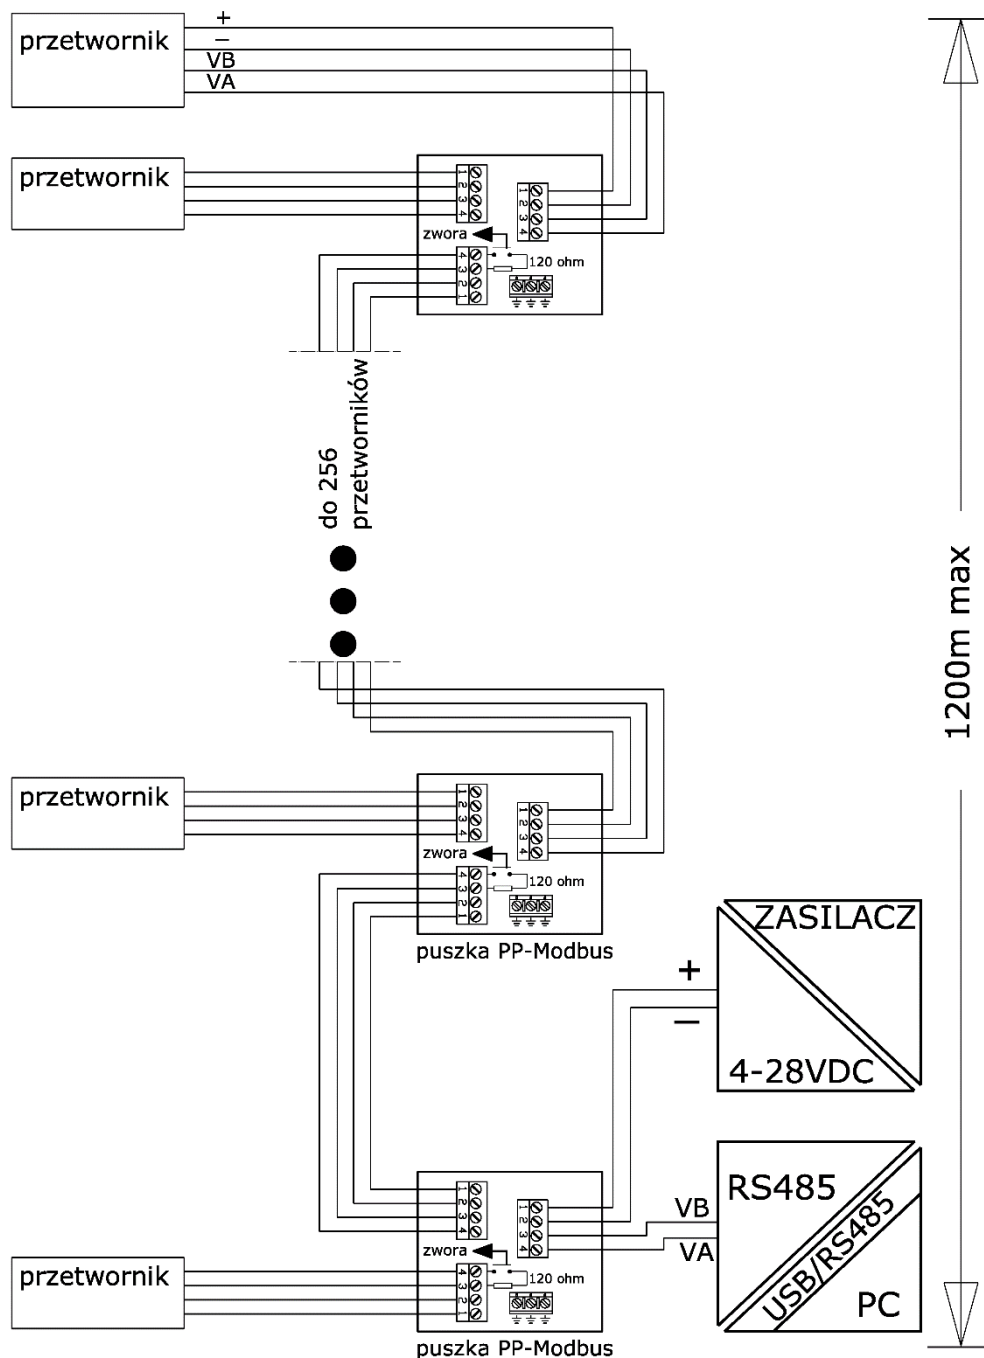 +
−
VB
VA
przetwornik
przetwornik
1
2
3
4
1
2
3
4
zwora
4
3
2
1
120 ohm
do 256
przetworników
1200m max
przetwornik
1
2
3
4
1
2
3
4
zwora
4
3
2
1
120 ohm
puszka PP-Modbus
+
−
ZASILACZ
4-28VDC
przetwornik
1
2
3
4
1
2
3
4
zwora
4
3
2
1
120 ohm
puszka PP-Modbus
VB
VA
RS485
USB/RS485
PC